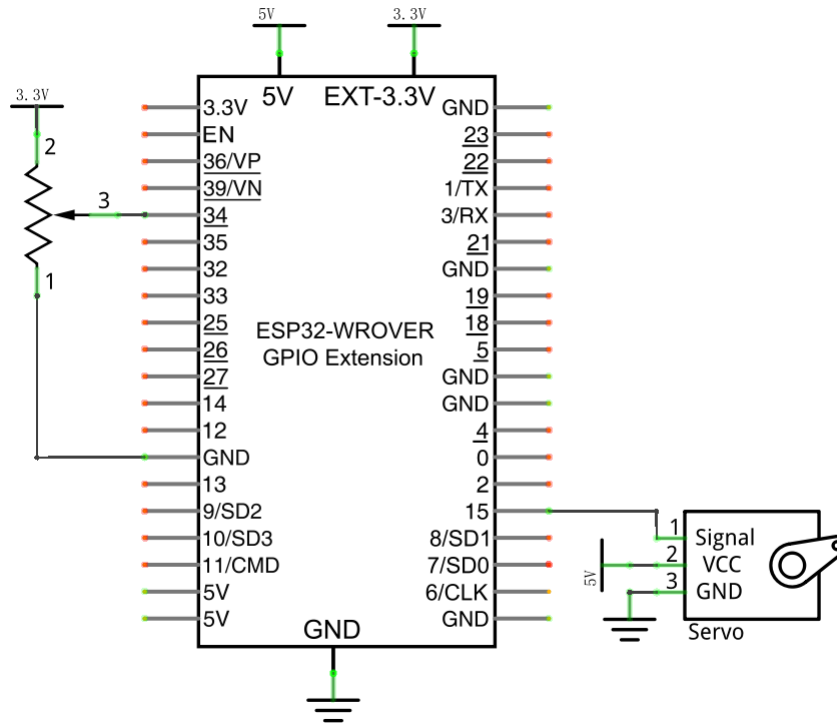 5V
3.3V
3.3V
2
3
1
5V
EXT-3.3V
3.3V
EN
36/VP
39/VN
34
35
32
33
25
26
27
14
12
GND
13
9/SD2
10/SD3
11/CMD
5V
5V
ESP32-WROVER
GPIO Extension
GND
23
22
1/TX
3/RX
21
GND
19
18
5
GND
GND
4
0
2
15
8/SD1
7/SD0
6/CLK
GND
GND
5V
1
Signal
2
VCC
3
GND
Servo